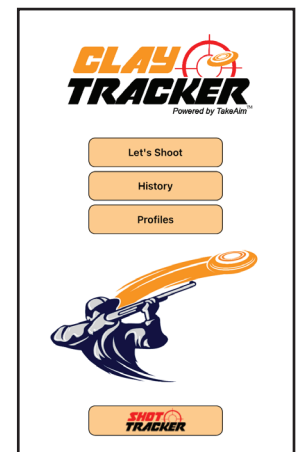 CLAY
TRACKER
Powered by TakeAim™
Let's Shoot
History
Profiles
SHOT
TRACKER